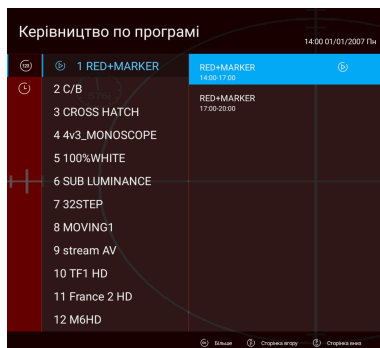 Керівництво по програмі
14:00 01/01/2007 Пн
1 RED+MARKER
2 C/B
3 CROSS HATCH
4 4v3_MONOSCOPE
5 100%WHITE
6 SUB LUMINANCE
7 32STEP
8 MOVING1
9 stream AV
10 TF1 HD
11 France 2 HD
12 M6HD
RED+MARKER
14:00-17:00
RED+MARKER
17:00-20:00
Більше Сторінка вгору Сторінка вниз